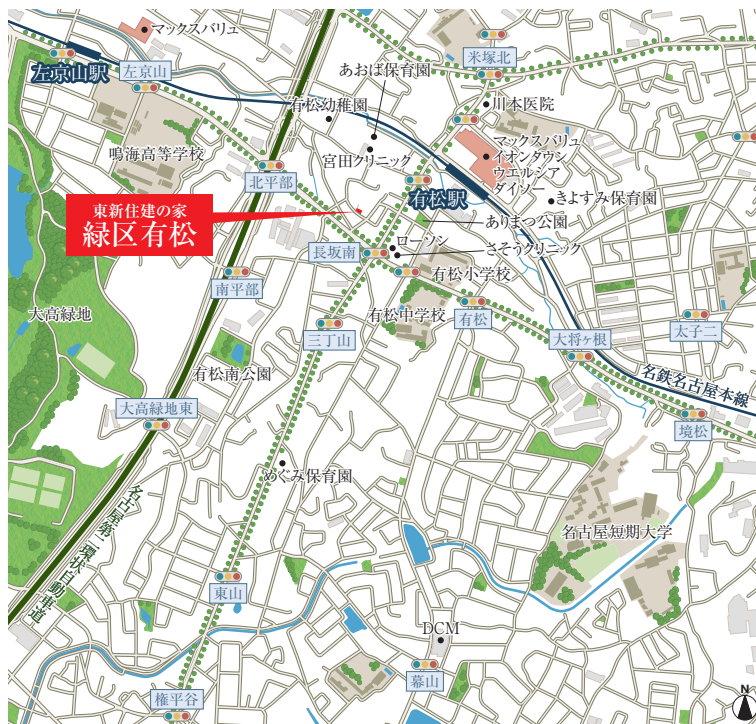 マックスバリュ
左京山駅
左京山
米塚北
あおば保育園
有松幼稚園
川本医院
鳴海高等学校
宮田クリニック
マックスバリュ
イオンタウン
ウエルシア
ダイソー
北平部
有松駅
きよすみ保育園
東新住建の家
緑区有松
ありまつ公園
ローソン
長坂南
さそうクリニック
有松小学校
南平部
大高緑地
有松中学校
有松
三丁山
大将ヶ根
太子二
有松南公園
名鉄名古屋本線
大高緑地東
境松
めぐみ保育園
名古屋第二環状自動車道
名古屋短期大学
東山
DCM
幕山
権平谷
N